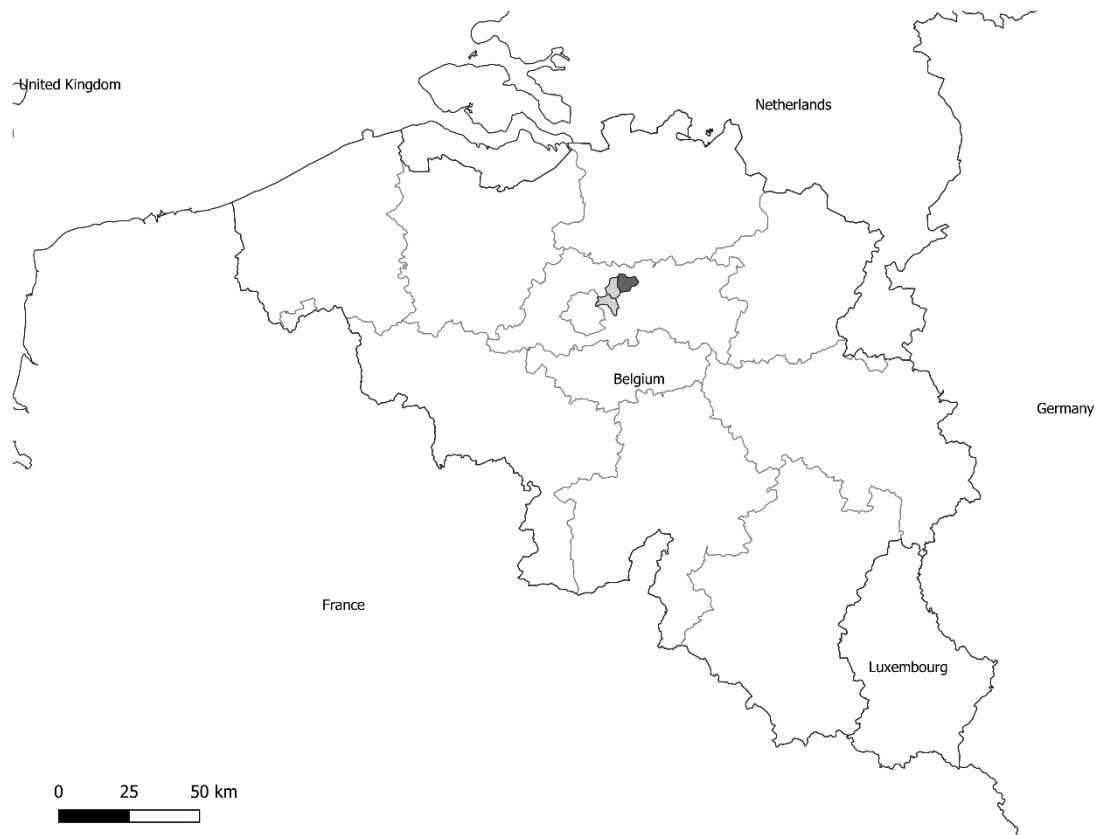 United Kingdom
Netherlands
Belgium
Germany
France
Luxembourg
0 25 50 km